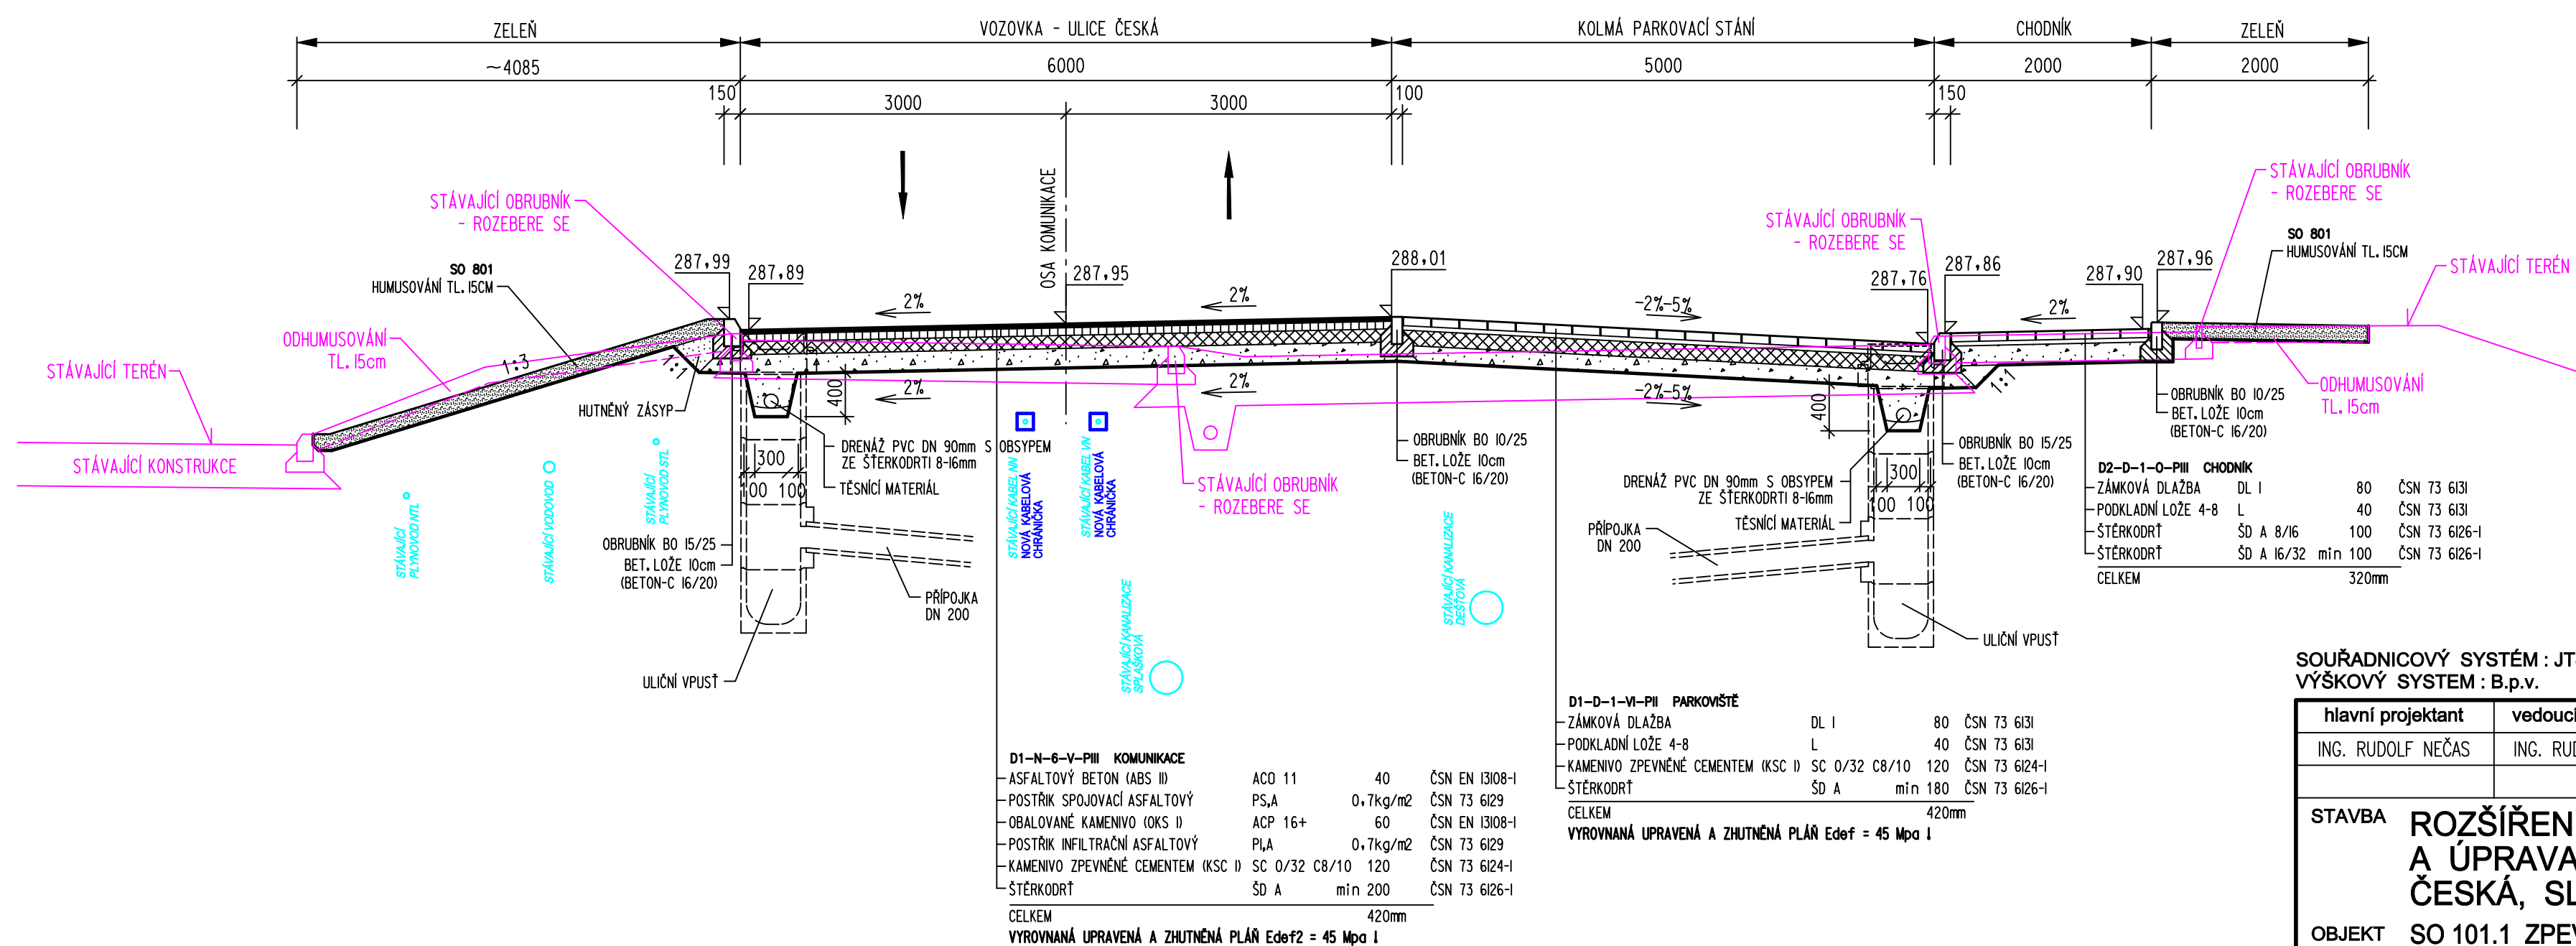 ZELEŇ
VOZOVKA - ULICE ČESKÁ
KOLMÁ PARKOVACÍ STÁNÍ
CHODNÍK
ZELEŇ
~4085
6000
5000
2000
2000
150
3000
3000
100
150
OSA KOMUNIKACE
STÁVAJÍCÍ OBRUBNÍK
- ROZEBERE SE
STÁVAJÍCÍ OBRUBNÍK
- ROZEBERE SE
STÁVAJÍCÍ OBRUBNÍK
- ROZEBERE SE
SO 801
HUMUSOVÁNÍ TL. 15CM
SO 801
HUMUSOVÁNÍ TL. 15CM
287,99
287,89
287,95
288,01
287,76
287,86
287,90
287,96
STÁVAJÍCÍ TERÉN
2%
2%
-2%-5%
2%
ODHUMUSOVÁNÍ
TL. 15cm
STÁVAJÍCÍ TERÉN
1:3
1:1
HUTNĚNÝ ZÁSYP
400
2%
2%
-2%-5%
400
1:1
ODHUMUSOVÁNÍ
TL. 15cm
OBRUBNÍK BO 10/25
BET. LOŽE 10cm
(BETON-C 16/20)
STÁVAJÍCÍ KONSTRUKCE
DRENÁŽ PVC DN 90mm S OBSYPEM
ZE ŠTERKODRTI 8-16mm
TĚSNÍCÍ MATERIÁL
300
100 100
OBRUBNÍK BO 10/25
BET. LOŽE 10cm
(BETON-C 16/20)
STÁVAJÍCÍ OBRUBNÍK
- ROZEBERE SE
DRENÁŽ PVC DN 90mm S OBSYPEM
ZE ŠTERKODRTI 8-16mm
TĚSNÍCÍ MATERIÁL
300
100 100
OBRUBNÍK BO 15/25
BET. LOŽE 10cm
(BETON-C 16/20)
STÁVAJÍCÍ
PLYNOVOD NTL
STÁVAJÍCÍ VODOVOD
STÁVAJÍCÍ
PLYNOVOD STL
STÁVAJÍCÍ KABEL NN
NOVÁ KABELOVÁ
CHRÁNIČKA
STÁVAJÍCÍ KABEL VN
NOVÁ KABELOVÁ
CHRÁNIČKA
STÁVAJÍCÍ KANALIZACE
SPLAŠKOVÁ
STÁVAJÍCÍ KANALIZACE
DEŠŤOVÁ
OBRUBNÍK BO 15/25
BET. LOŽE 10cm
(BETON-C 16/20)
PŘÍPOJKA
DN 200
ULIČNÍ VPUSŤ
PŘÍPOJKA
DN 200
ULIČNÍ VPUSŤ
D2-D-1-O-PIII CHODNÍK
ZÁMKOVÁ DLAŽBA DL I 80 ČSN 73 6131
PODKLADNÍ LOŽE 4-8 L 40 ČSN 73 6131
ŠTĚRKODRŤ ŠD A 8/16 100 ČSN 73 6126-1
ŠTĚRKODRŤ ŠD A 16/32 min 100 ČSN 73 6126-1
CELKEM 320mm
D1-D-1-VI-PII PARKOVIŠTĚ
ZÁMKOVÁ DLAŽBA DL I 80 ČSN 73 6131
PODKLADNÍ LOŽE 4-8 L 40 ČSN 73 6131
KAMENIVO ZPEVNĚNÉ CEMENTEM (KSC I) SC 0/32 C8/10 120 ČSN 73 6124-1
ŠTĚRKODRŤ ŠD A min 180 ČSN 73 6126-1
CELKEM 420mm
VYROVNANÁ UPRAVENÁ A ZHUTNĚNÁ PLÁŇ Edef = 45 Mpa !
D1-N-6-V-PIII KOMUNIKACE
ASFALTOVÝ BETON (ABS II) ACO 11 40 ČSN EN 13108-1
POSTŘIK SPOJOVACÍ ASFALTOVÝ PS,A 0,7kg/m2 ČSN 73 6129
OBALOVANÉ KAMENIVO (OKS I) ACP 16+ 60 ČSN EN 13108-1
POSTŘIK INFILTRAČNÍ ASFALTOVÝ PI,A 0,7kg/m2 ČSN 73 6129
KAMENIVO ZPEVNĚNÉ CEMENTEM (KSC I) SC 0/32 C8/10 120 ČSN 73 6124-1
ŠTĚRKODRŤ ŠD A min 200 ČSN 73 6126-1
CELKEM 420mm
VYROVNANÁ UPRAVENÁ A ZHUTNĚNÁ PLÁŇ Edef2 = 45 Mpa !
SOUŘADNICOVÝ SYSTÉM : JT
VÝŠKOVÝ SYSTEM : B.p.v.
hlavní projektant vedoucí
ING. RUDOLF NEČAS ING. RUD
STAVBA ROZŠÍŘEN
A ÚPRAVA
ČESKÁ, SL
OBJEKT SO 101.1 ZPEV